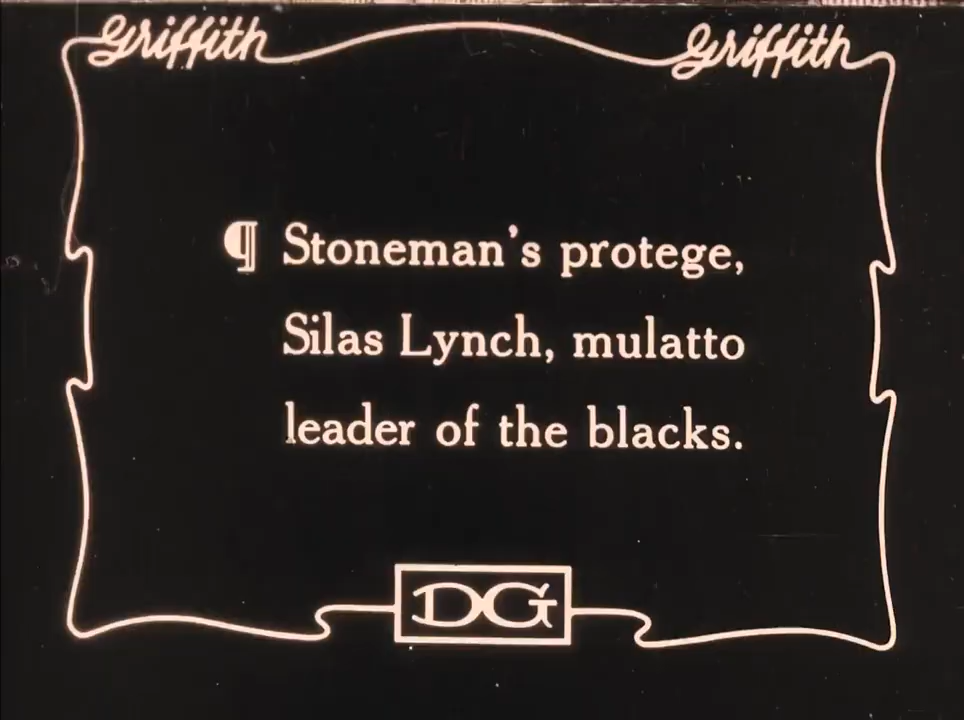 Griffith Griffith
¶ Stoneman's protege,
Silas Lynch, mulatto
leader of the blacks.
DG